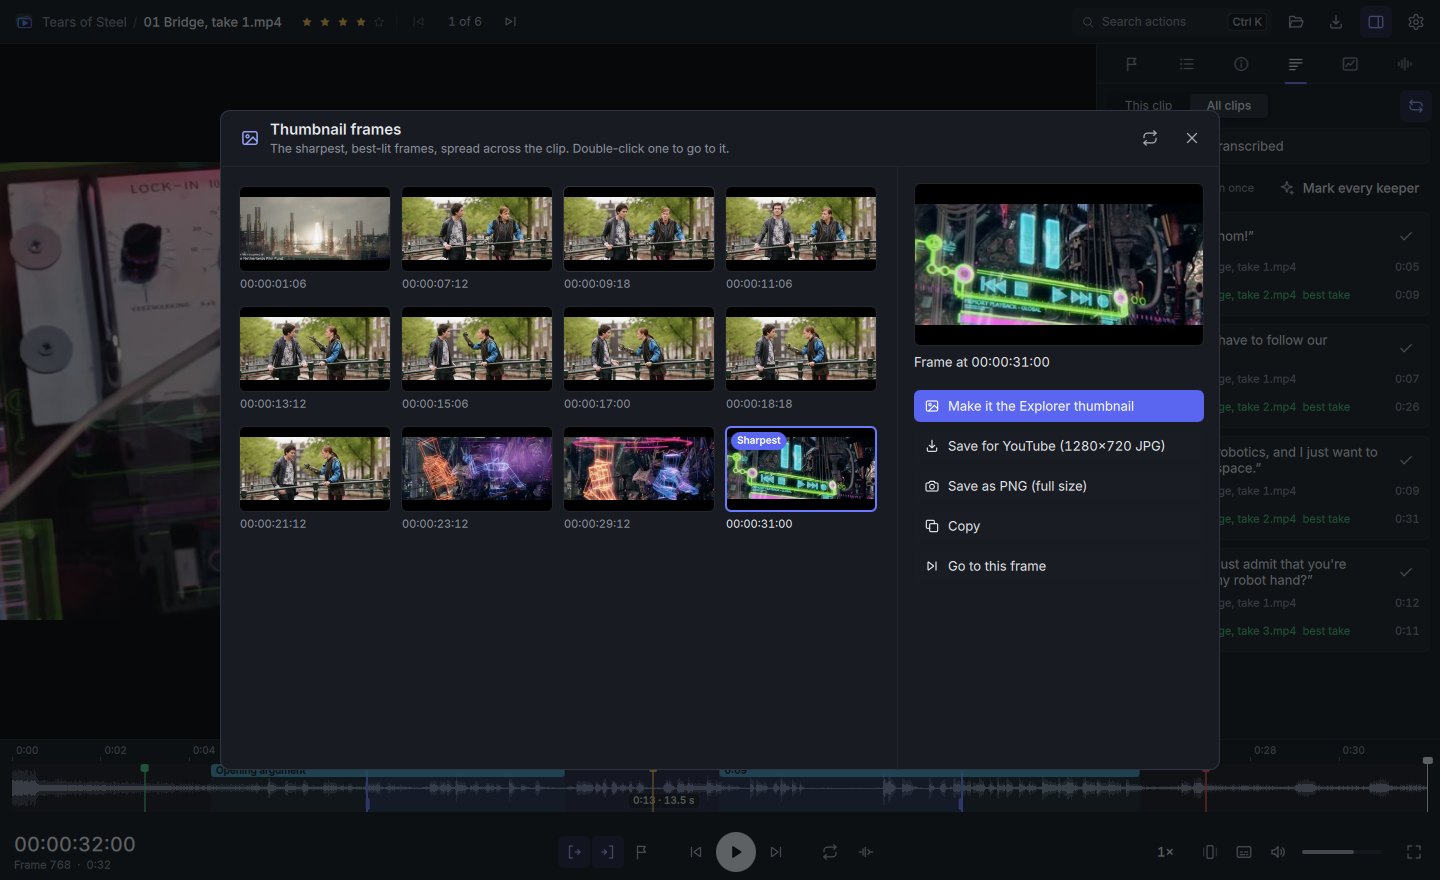 Tears of Steel / 01 Bridge, take 1.mp4
1 of 6
Search actions
Ctrl K
This clip
All clips
Thumbnail frames
The sharpest, best-lit frames, spread across the clip. Double-click one to go to it.
ranscribed
n once
Mark every keeper
LOCK-IN 10
00:00:01:06
00:00:07:12
00:00:09:18
00:00:11:06
00:00:13:12
00:00:15:06
00:00:17:00
00:00:18:18
Sharpest
00:00:21:12
00:00:23:12
00:00:29:12
00:00:31:00
MEMORY PLAYBACK - GLOBAL
Frame at 00:00:31:00
Make it the Explorer thumbnail
Save for YouTube (1280×720 JPG)
Save as PNG (full size)
Copy
Go to this frame
nom!”
ge, take 1.mp4
0:05
ge, take 2.mp4 best take
0:09
have to follow our
ge, take 1.mp4
0:07
ge, take 2.mp4 best take
0:26
robotics, and I just want to
space.”
ge, take 1.mp4
0:09
ge, take 2.mp4 best take
0:31
ust admit that you're
ny robot hand?”
ge, take 1.mp4
0:12
ge, take 3.mp4 best take
0:11
0:00
0:02
0:04
0:28
0:30
Opening argument
0:09
0:13 · 13.5 s
00:00:32:00
Frame 768 · 0:32
1×